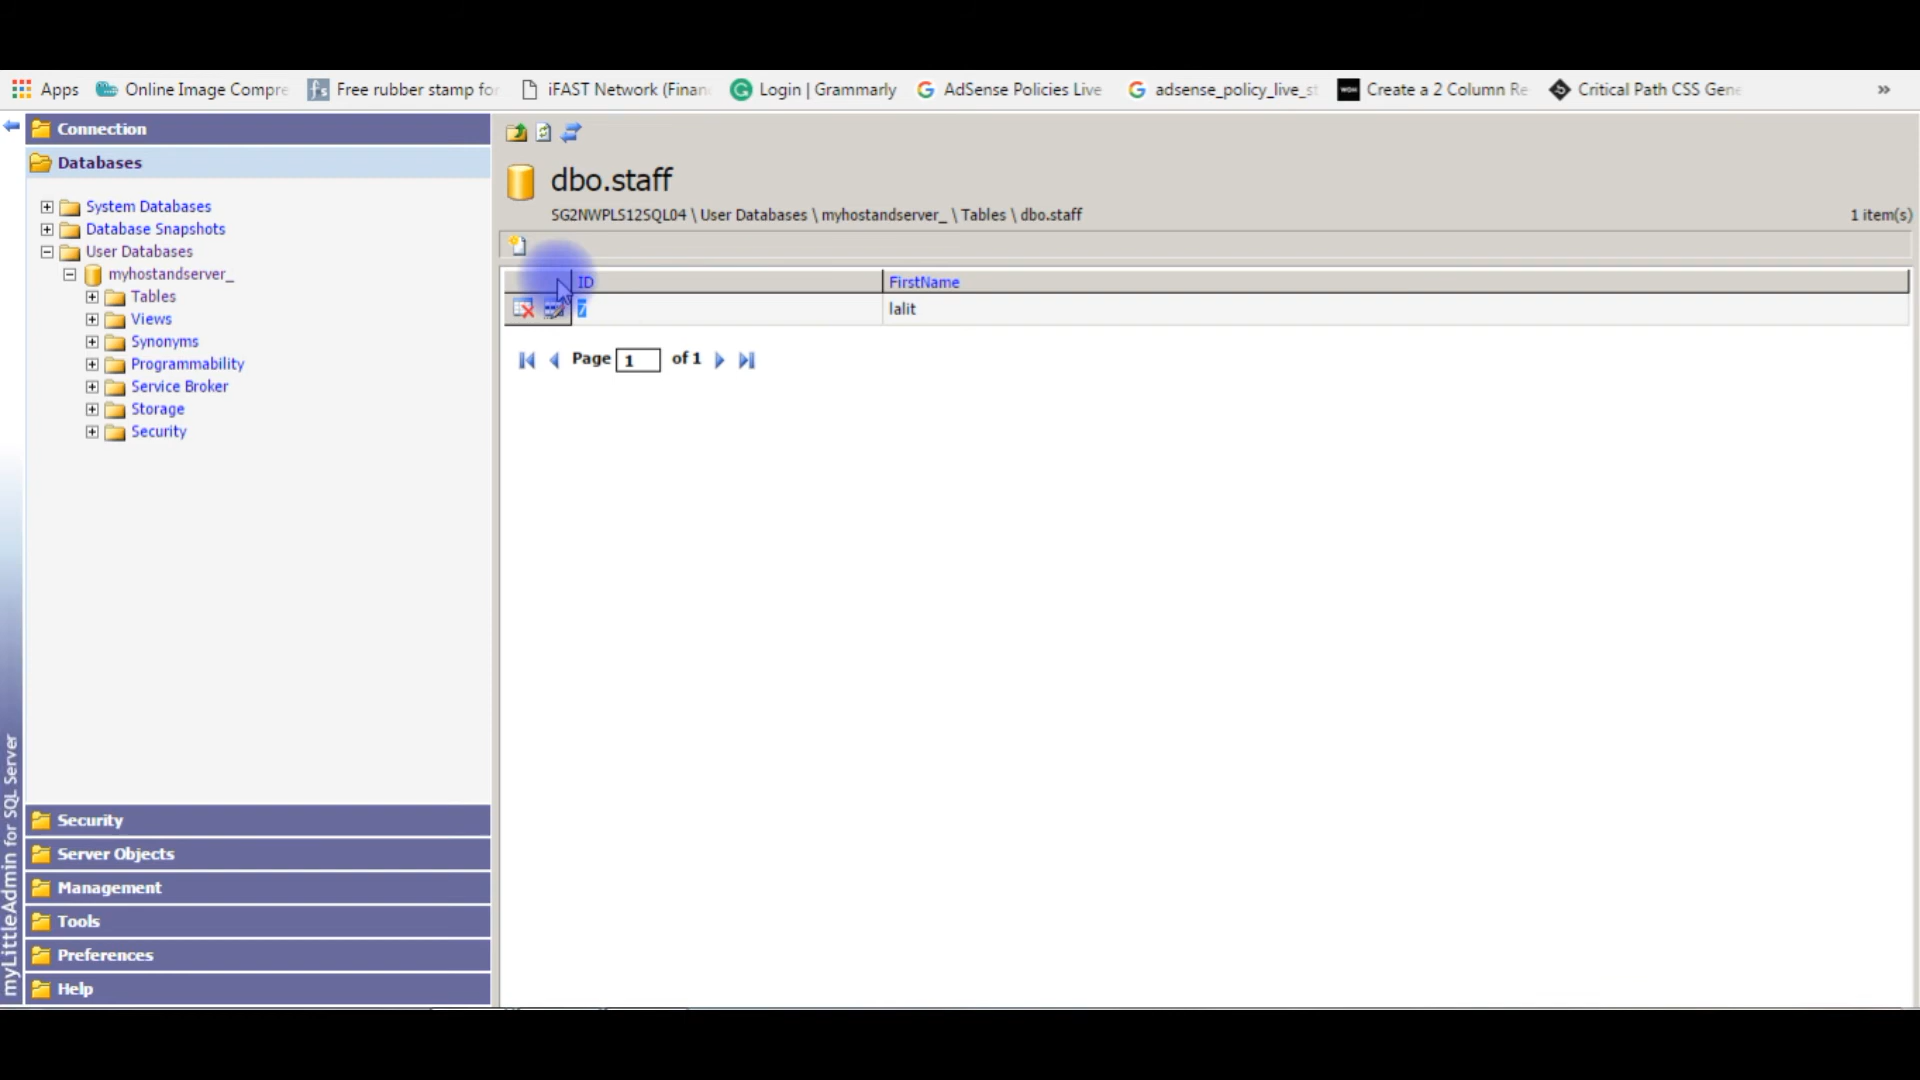 Apps Online Image Compre Free rubber stamp for iFAST Network (Finan Login | Grammarly AdSense Policies Live adsense_policy_live_st Create a 2 Column Re Critical Path CSS Gene »
Connection
Databases
System Databases
Database Snapshots
User Databases
myhostandserver_
Tables
Views
Synonyms
Programmability
Service Broker
Storage
Security
Security
Server Objects
Management
Tools
Preferences
Help
myLittleAdmin for SQL Server
dbo.staff
SG2NWPLS12SQL04 \ User Databases \ myhostandserver_ \ Tables \ dbo.staff 1 item(s)
ID FirstName
7 lalit
Page 1 of 1